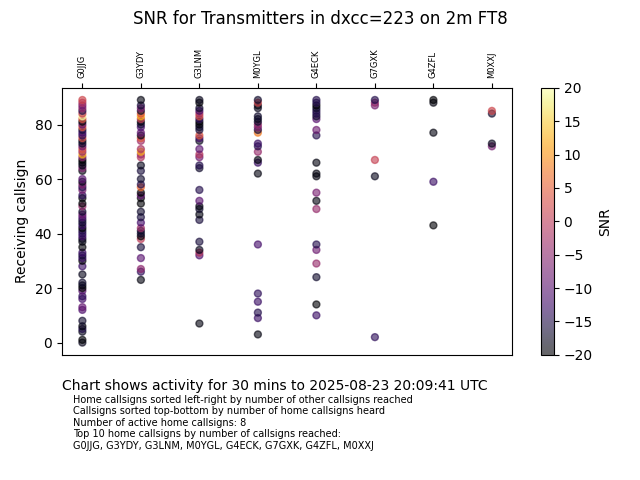 SNR for Transmitters in dxcc=223 on 2m FT8
G0JJG G3YDY G3LNM M0YGL G4ECK G7GXK G4ZFL M0XXJ
80
60
40
20
0
Receiving callsign
20
15
10
5
0
−5
−10
−15
−20
SNR
Chart shows activity for 30 mins to 2025-08-23 20:09:41 UTC
Home callsigns sorted left-right by number of other callsigns reached
Callsigns sorted top-bottom by number of home callsigns heard
Number of active home callsigns: 8
Top 10 home callsigns by number of callsigns reached:
G0JJG, G3YDY, G3LNM, M0YGL, G4ECK, G7GXK, G4ZFL, M0XXJ